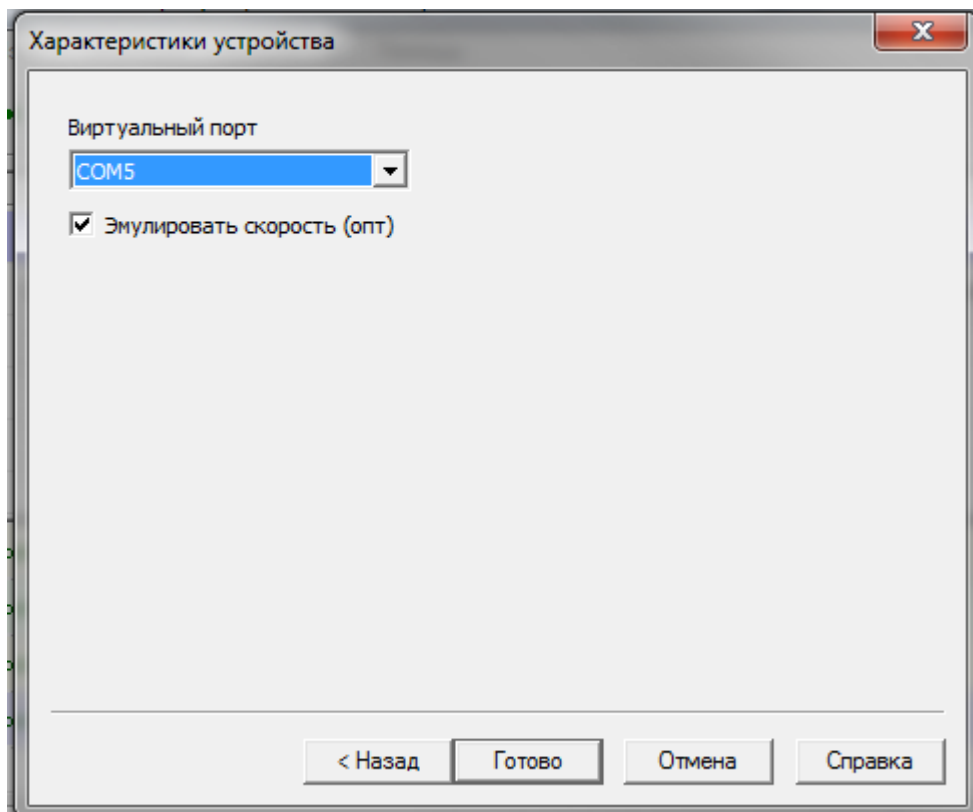 Характеристики устройства
Виртуальный порт
COM5
Эмулировать скорость (опт)
< Назад Готово Отмена Справка